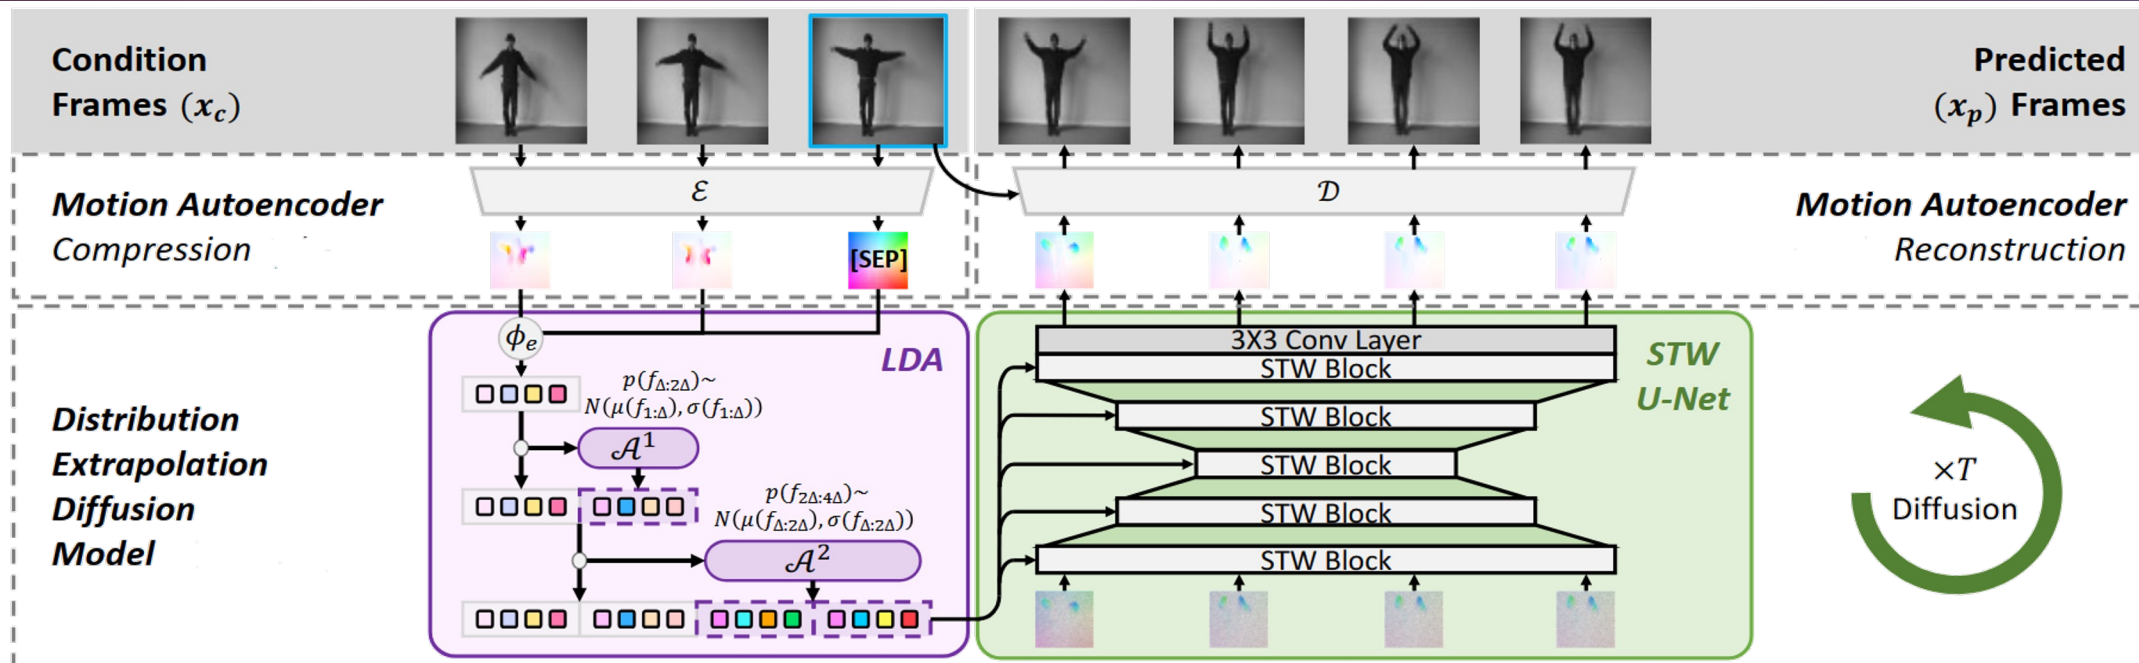 Condition
Frames (x_c)
Predicted
(x_p) Frames
Motion Autoencoder
Compression
ℰ
𝒟
Motion Autoencoder
Reconstruction
[SEP]
Distribution
Extrapolation
Diffusion
Model
ϕ_e
LDA
p(f_{Δ:2Δ})~
N(μ(f_{1:Δ}), σ(f_{1:Δ}))
𝒜^1
p(f_{2Δ:4Δ})~
N(μ(f_{Δ:2Δ}), σ(f_{Δ:2Δ}))
𝒜^2
3X3 Conv Layer
STW Block
STW Block
STW Block
STW Block
STW Block
STW
U-Net
×T
Diffusion